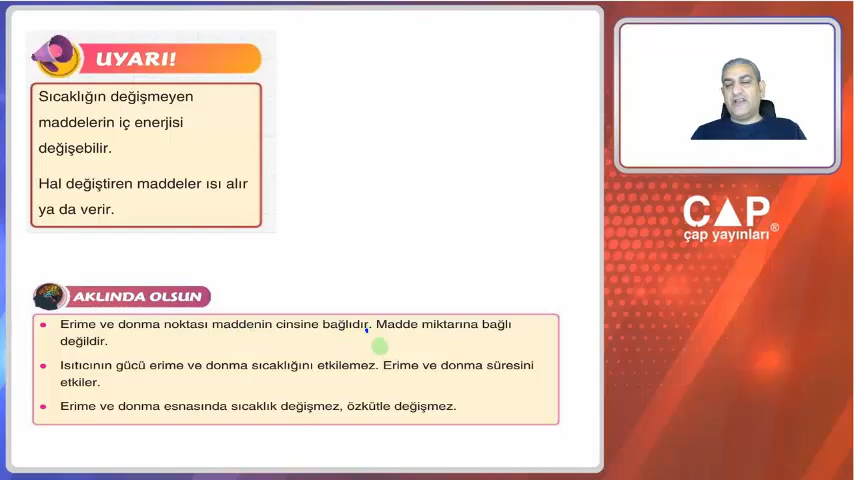 UYARI!
Sıcaklığın değişmeyen
maddelerin iç enerjisi
değişebilir.
Hal değiştiren maddeler ısı alır
ya da verir.
ÇAP
çap yayınları®
AKLINDA OLSUN
• Erime ve donma noktası maddenin cinsine bağlıdır. Madde miktarına bağlı
değildir.
• Isıtıcının gücü erime ve donma sıcaklığını etkilemez. Erime ve donma süresini
etkiler.
• Erime ve donma esnasında sıcaklık değişmez, özkütle değişmez.